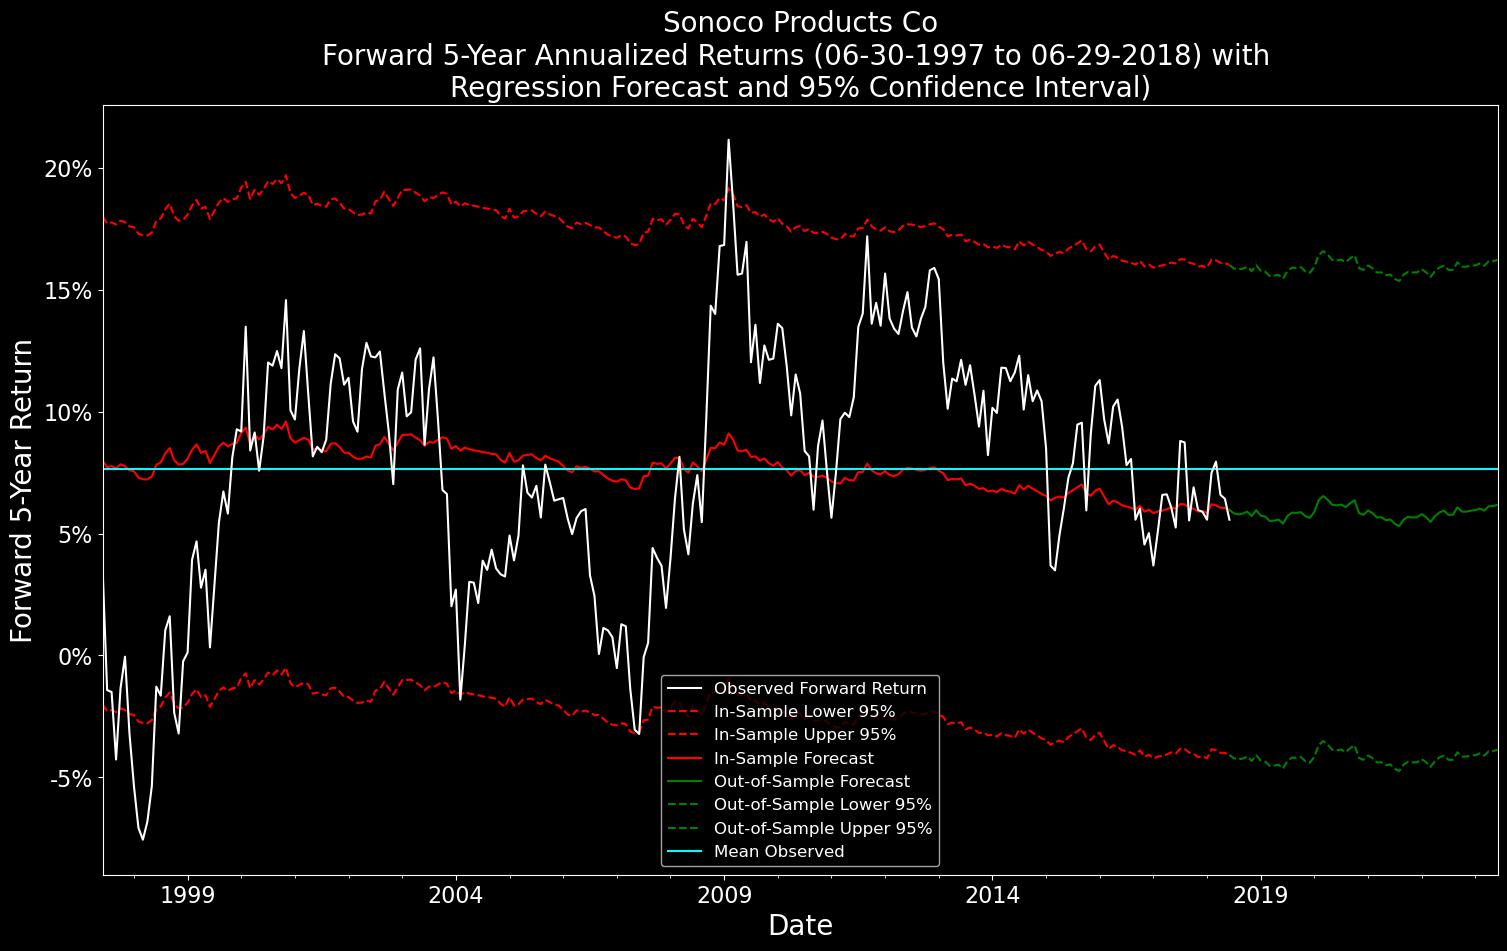 Sonoco Products Co
Forward 5-Year Annualized Returns (06-30-1997 to 06-29-2018) with
Regression Forecast and 95% Confidence Interval)
Forward 5-Year Return
20%
15%
10%
5%
0%
-5%
Observed Forward Return
In-Sample Lower 95%
In-Sample Upper 95%
In-Sample Forecast
Out-of-Sample Forecast
Out-of-Sample Lower 95%
Out-of-Sample Upper 95%
Mean Observed
1999
2004
2009
2014
2019
Date